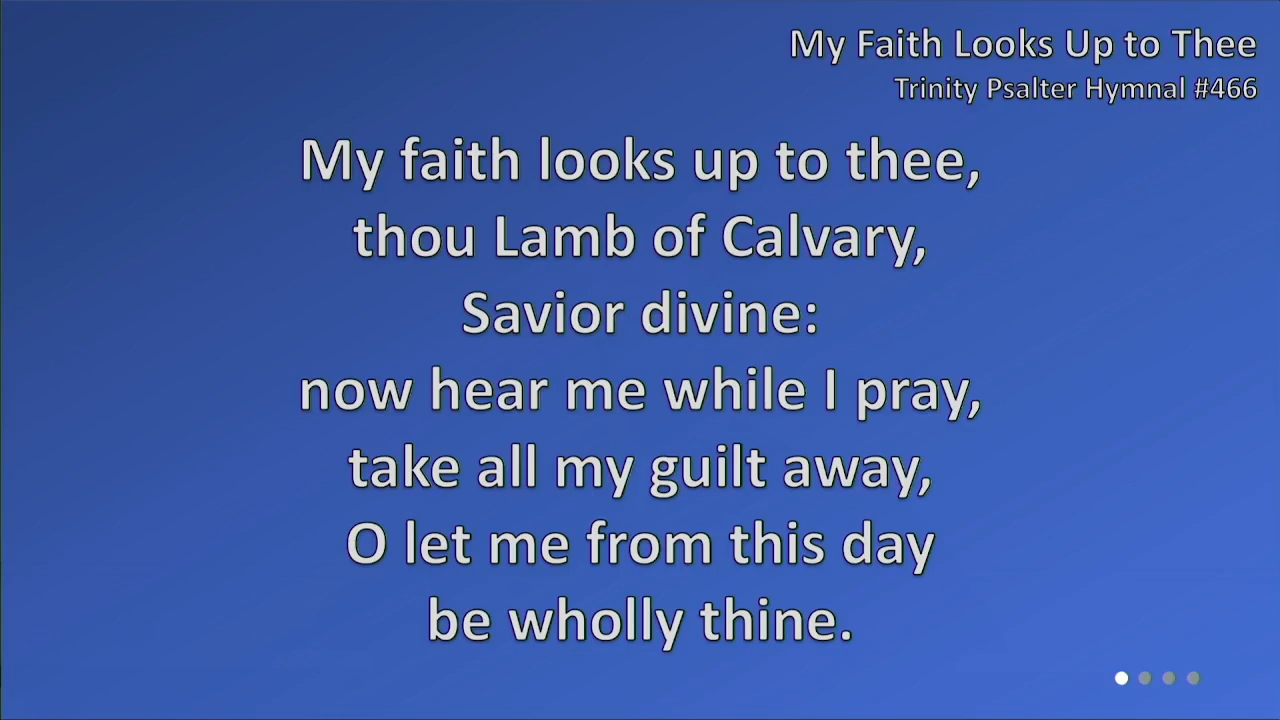 My Faith Looks Up to Thee
Trinity Psalter Hymnal #466
My faith looks up to thee,
thou Lamb of Calvary,
Savior divine:
now hear me while I pray,
take all my guilt away,
O let me from this day
be wholly thine.